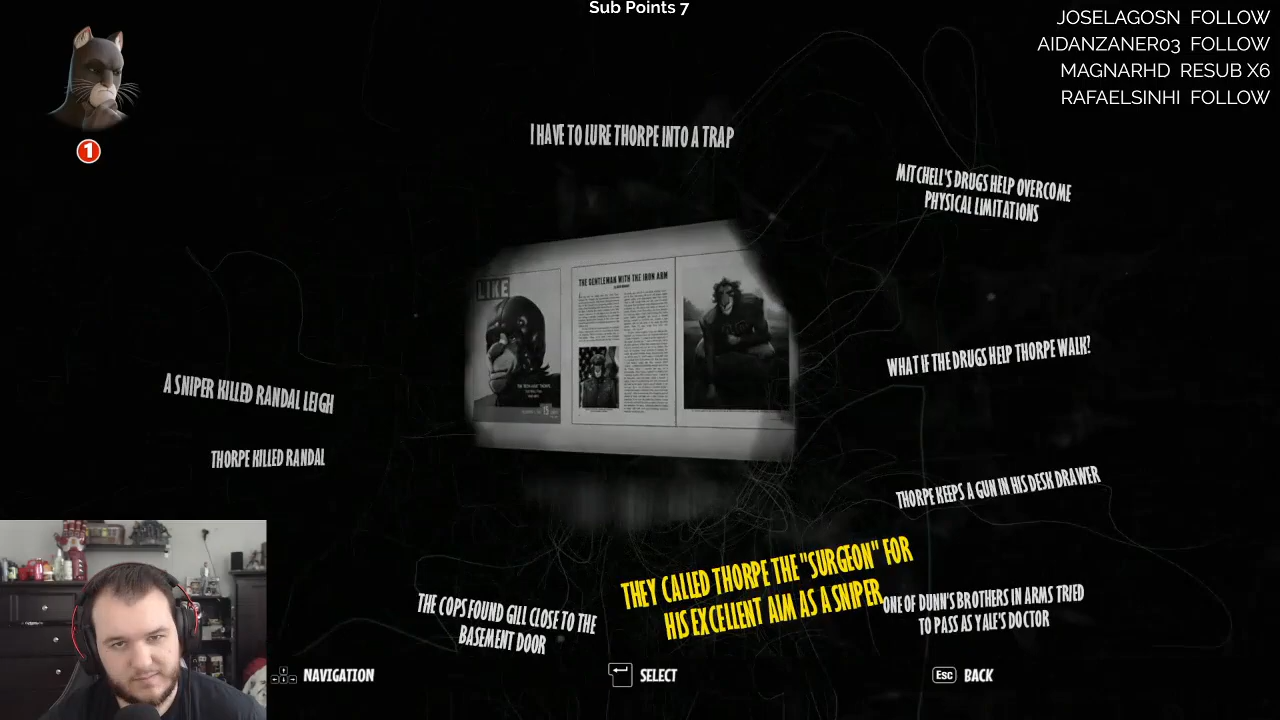 Sub Points 7
JOSELAGOSN FOLLOW
AIDANZANER03 FOLLOW
MAGNARHD RESUB X6
RAFAELSINHI FOLLOW
1
I HAVE TO LURE THORPE INTO A TRAP
MITCHELL'S DRUGS HELP OVERCOME
PHYSICAL LIMITATIONS
LIKE
THE GENTLEMAN WITH THE IRON ARM
WHAT IF THE DRUGS HELP THORPE WALK?
A SNIPER KILLED RANDAL LEIGH
THORPE KILLED RANDAL
THORPE KEEPS A GUN IN HIS DESK DRAWER
THEY CALLED THORPE THE "SURGEON" FOR
HIS EXCELLENT AIM AS A SNIPER
THE COPS FOUND GILL CLOSE TO THE
BASEMENT DOOR
ONE OF DUNN'S BROTHERS IN ARMS TRIED
TO PASS AS YALE'S DOCTOR
NAVIGATION
SELECT
Esc BACK